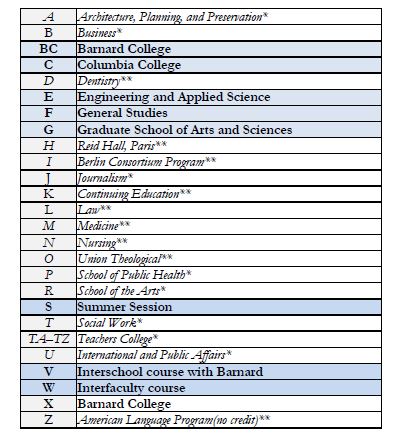 A Architecture, Planning, and Preservation*
B Business*
BC Barnard College
C Columbia College
D Dentistry**
E Engineering and Applied Science
F General Studies
G Graduate School of Arts and Sciences
H Reid Hall, Paris**
I Berlin Consortium Program**
J Journalism*
K Continuing Education**
L Law**
M Medicine**
N Nursing**
O Union Theological**
P School of Public Health*
R School of the Arts*
S Summer Session
T Social Work*
TA–TZ Teachers College*
U International and Public Affairs*
V Interschool course with Barnard
W Interfaculty course
X Barnard College
Z American Language Program(no credit)**